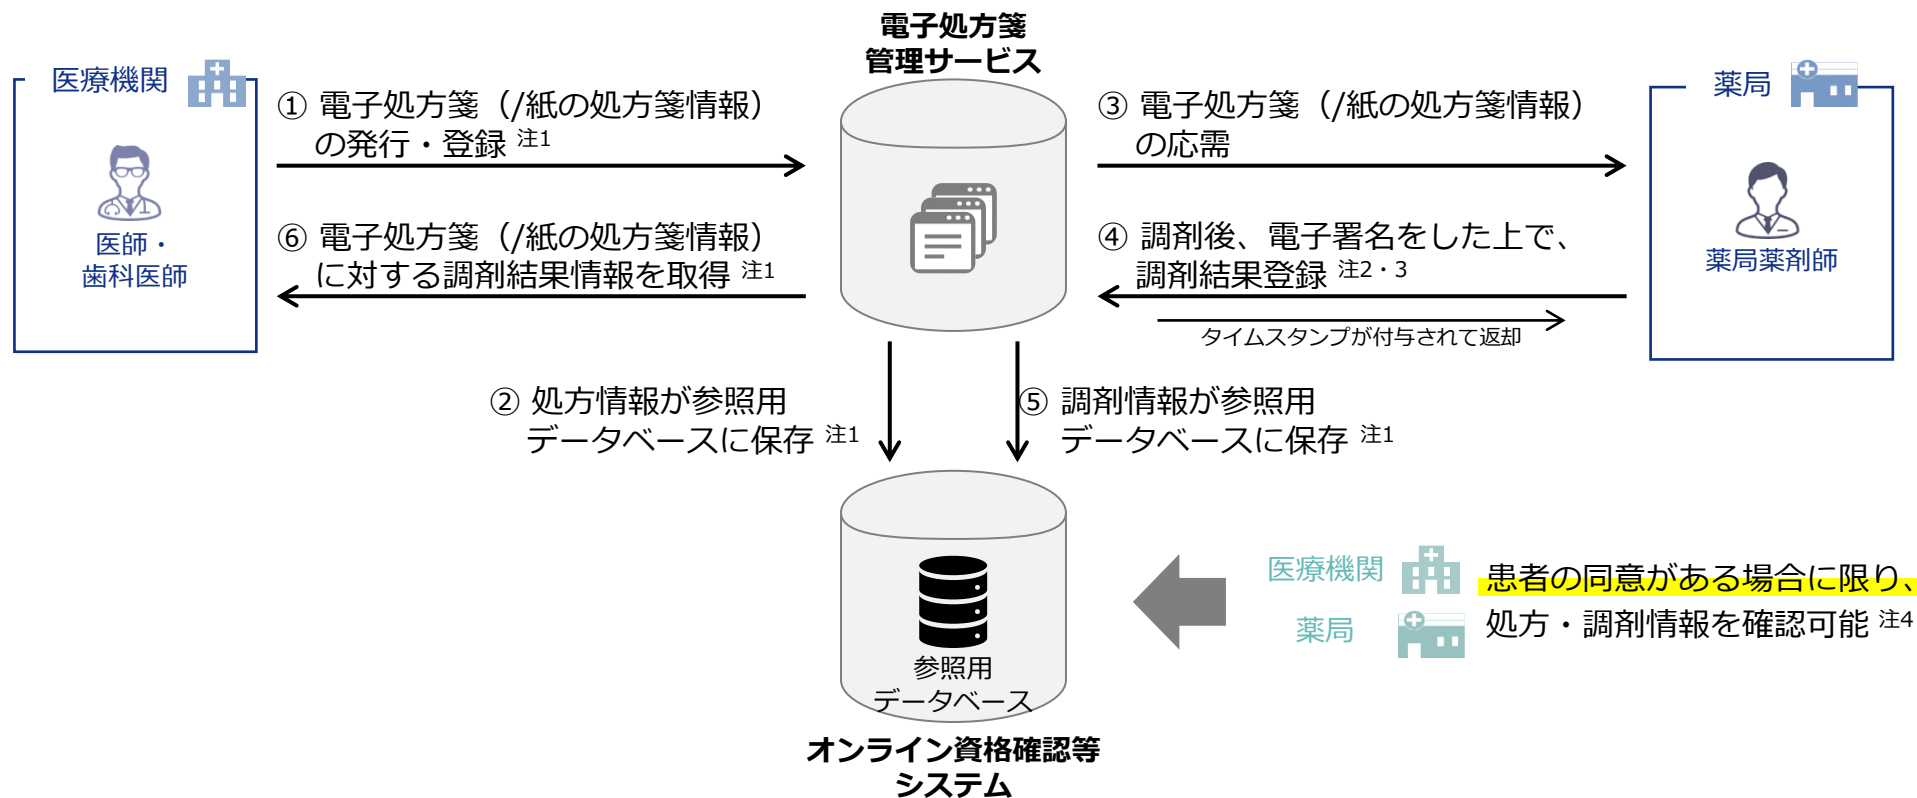 電子処方箋
管理サービス
医療機関
医師・
歯科医師
① 電子処方箋（/紙の処方箋情報）
の発行・登録 注1
⑥ 電子処方箋（/紙の処方箋情報）
に対する調剤結果情報を取得 注1
③ 電子処方箋（/紙の処方箋情報）
の応需
④ 調剤後、電子署名をした上で、
調剤結果登録 注2・3
タイムスタンプが付与されて返却
薬局
薬局薬剤師
② 処方情報が参照用
データベースに保存 注1
⑤ 調剤情報が参照用
データベースに保存 注1
参照用
データベース
オンライン資格確認等
システム
医療機関
薬局
患者の同意がある場合に限り、
処方・調剤情報を確認可能 注4